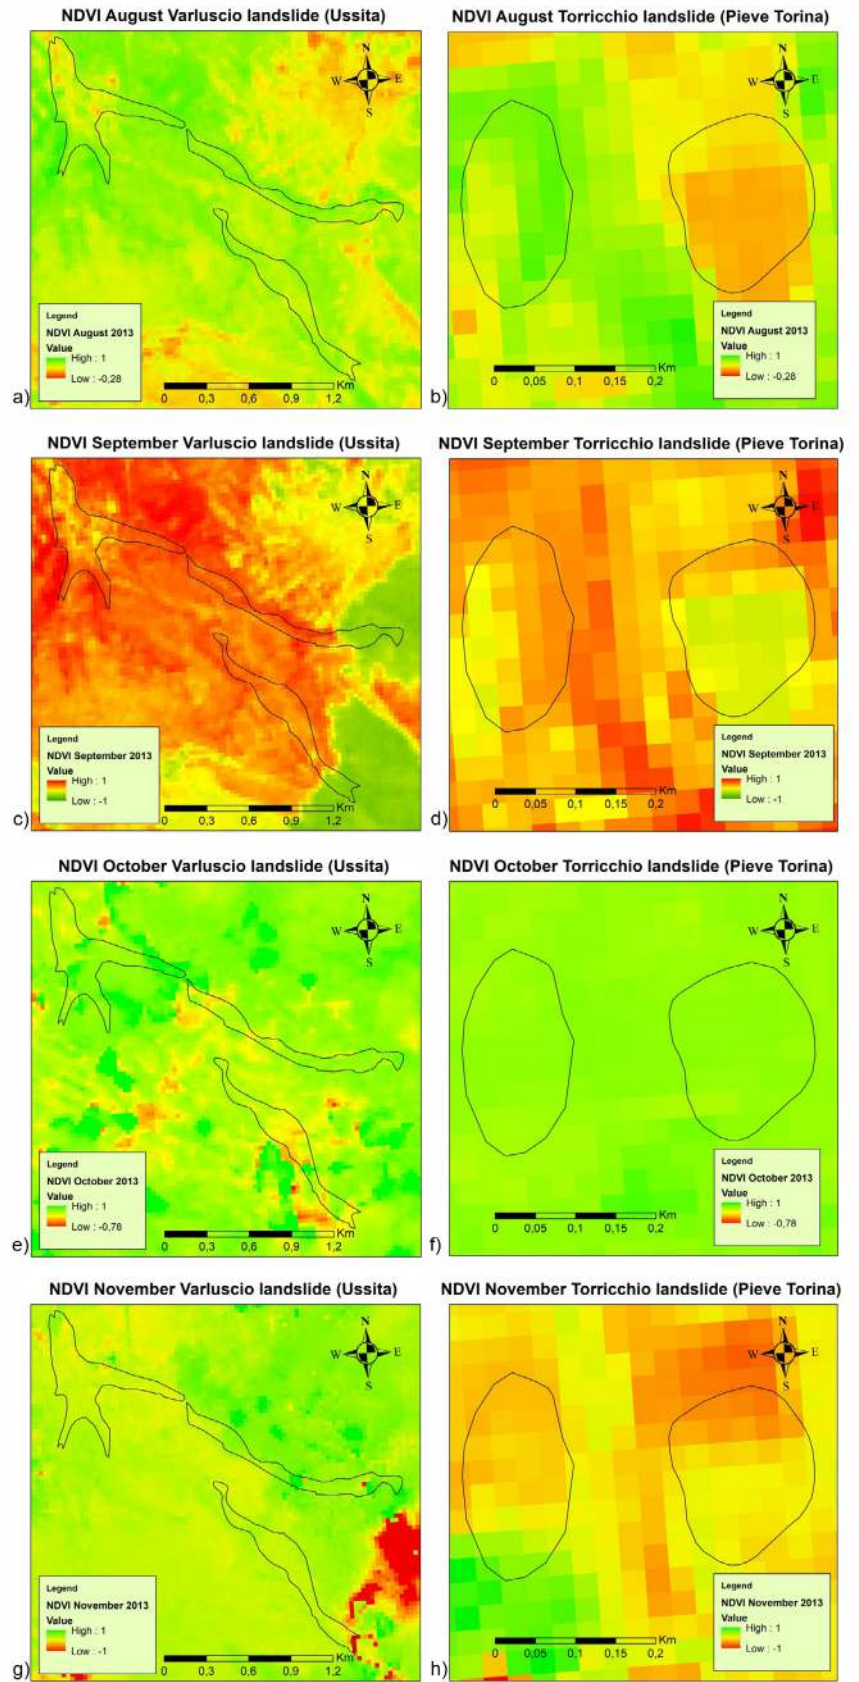 NDVI August Varluscio landslide (Ussita)
N
W E
S
Legend
NDVI August 2013
Value
High : 1
Low : -0,28
Km
0 0,3 0,6 0,9 1,2
a)
NDVI August Torricchio landslide (Pieve Torina)
N
W E
S
Legend
NDVI August 2013
Value
High : 1
Low : -0,28
Km
0 0,05 0,1 0,15 0,2
b)
NDVI September Varluscio landslide (Ussita)
N
W E
S
Legend
NDVI September 2013
Value
High : 1
Low : -1
Km
0 0,3 0,6 0,9 1,2
c)
NDVI September Torricchio landslide (Pieve Torina)
N
W E
S
Legend
NDVI September 2013
Value
High : 1
Low : -1
Km
0 0,05 0,1 0,15 0,2
d)
NDVI October Varluscio landslide (Ussita)
N
W E
S
Legend
NDVI October 2013
Value
High : 1
Low : -0,78
Km
0 0,3 0,6 0,9 1,2
e)
NDVI October Torricchio landslide (Pieve Torina)
N
W E
S
Legend
NDVI October 2013
Value
High : 1
Low : -0,78
Km
0 0,05 0,1 0,15 0,2
f)
NDVI November Varluscio landslide (Ussita)
N
W E
S
Legend
NDVI November 2013
Value
High : 1
Low : -1
Km
0 0,3 0,6 0,9 1,2
g)
NDVI November Torricchio landslide (Pieve Torina)
N
W E
S
Legend
NDVI November 2013
Value
High : 1
Low : -1
Km
0 0,05 0,1 0,15 0,2
h)